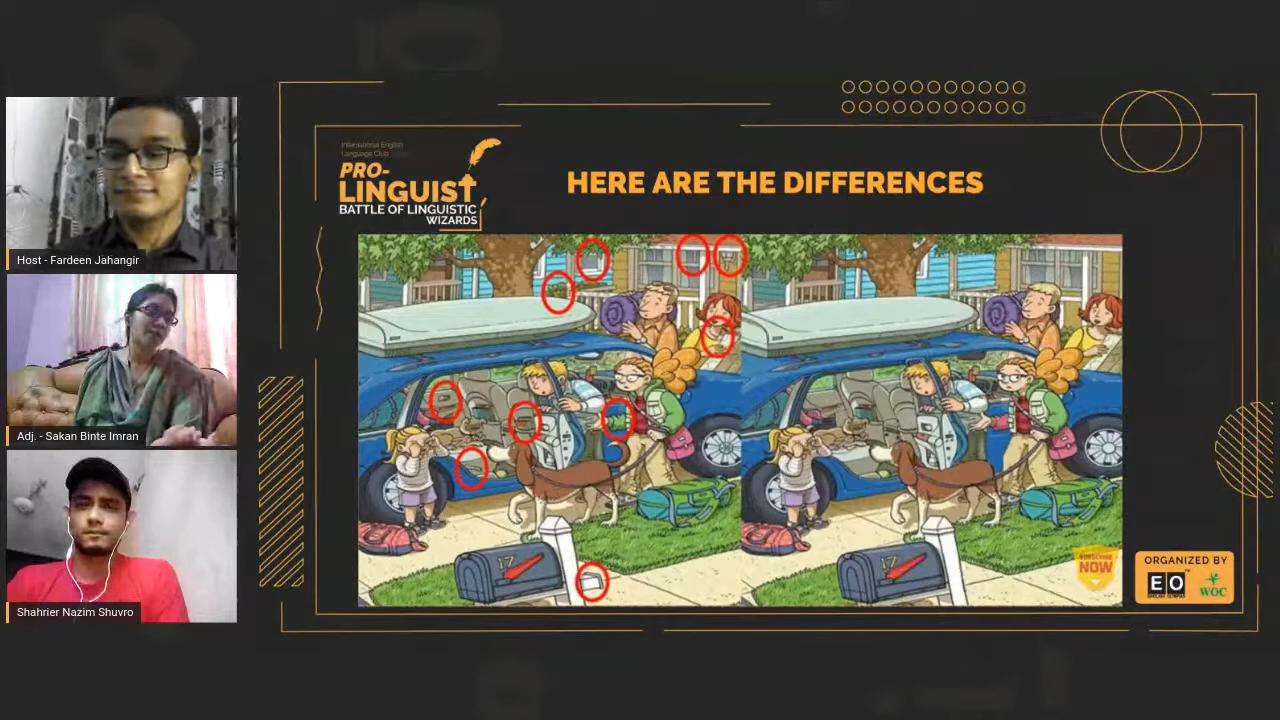 International English
Language Club
PRO-
LINGUIST
BATTLE OF LINGUISTIC
WIZARDS
HERE ARE THE DIFFERENCES
Host - Fardeen Jahangir
Adj. - Sakan Binte Imran
Shahrier Nazim Shuvro
17
17
SUBSCRIBE
NOW
ORGANIZED BY
EO
WOC